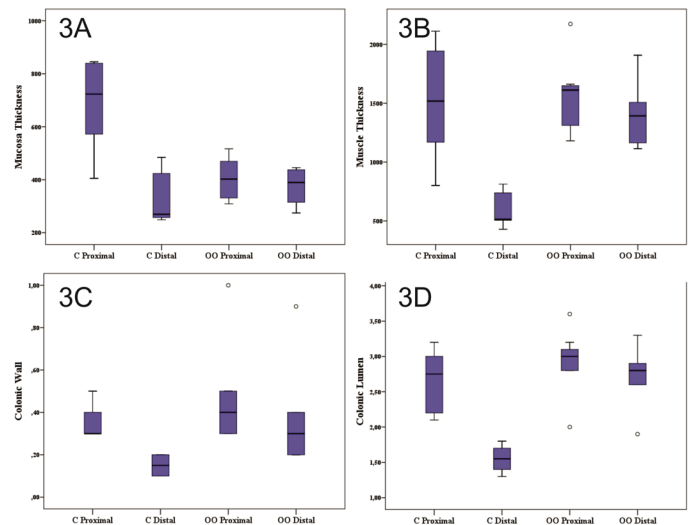 3A
Mucosa Thickness
1000
800
600
400
200
C Proximal C Distal OO Proximal OO Distal
3B
Muscle Thickness
2000
1500
1000
500
C Proximal C Distal OO Proximal OO Distal
3C
Colonic Wall
1,00
,80
,60
,40
,20
,00
C Proximal C Distal OO Proximal OO Distal
3D
Colonic Lumen
4,00
3,50
3,00
2,50
2,00
1,50
1,00
C Proximal C Distal OO Proximal OO Distal